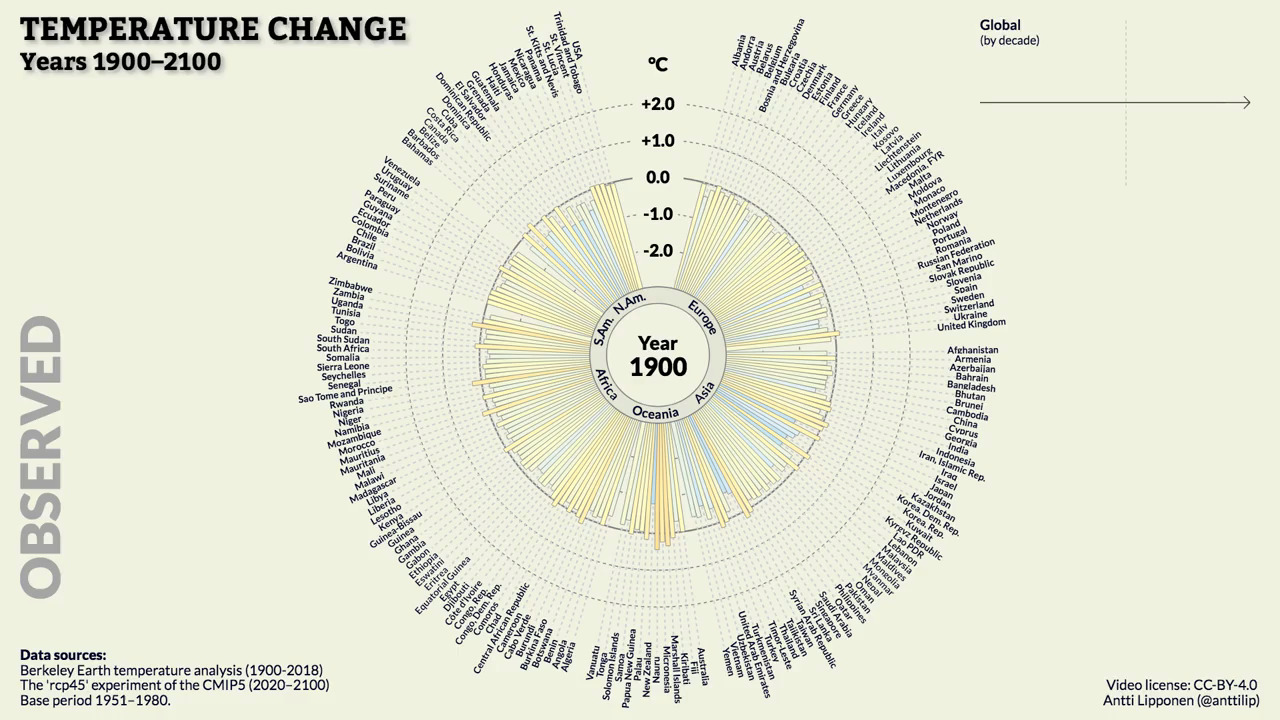 TEMPERATURE CHANGE
Years 1900–2100
Global
(by decade)
°C
+2.0
+1.0
0.0
-1.0
-2.0
Year
1900
Europe
Asia
Oceania
Africa
S.Am.
N.Am.
Albania
Andorra
Austria
Belarus
Belgium
Bosnia and Herzegovina
Bulgaria
Croatia
Czechia
Denmark
Estonia
Finland
France
Germany
Greece
Hungary
Iceland
Ireland
Italy
Kosovo
Latvia
Liechtenstein
Lithuania
Luxembourg
Macedonia, FYR
Malta
Moldova
Monaco
Montenegro
Netherlands
Norway
Poland
Portugal
Romania
Russian Federation
San Marino
Slovak Republic
Slovenia
Spain
Sweden
Switzerland
Ukraine
United Kingdom
Afghanistan
Armenia
Azerbaijan
Bahrain
Bangladesh
Bhutan
Brunei
Cambodia
China
Cyprus
Georgia
India
Indonesia
Iran, Islamic Rep.
Iraq
Israel
Japan
Jordan
Kazakhstan
Korea, Dem. Rep.
Korea, Rep.
Kuwait
Kyrgyz Republic
Lao PDR
Lebanon
Malaysia
Maldives
Mongolia
Myanmar
Nepal
Oman
Pakistan
Philippines
Qatar
Saudi Arabia
Singapore
Sri Lanka
Syrian Arab Republic
Taiwan
Tajikistan
Thailand
Timor-Leste
Turkey
Turkmenistan
United Arab Emirates
Uzbekistan
Vietnam
Yemen
Australia
Fiji
Kiribati
Marshall Islands
Micronesia
Nauru
New Zealand
Palau
Papua New Guinea
Samoa
Solomon Islands
Tonga
Vanuatu
Algeria
Angola
Benin
Botswana
Burkina Faso
Burundi
Cabo Verde
Cameroon
Central African Republic
Chad
Comoros
Congo, Dem. Rep.
Congo, Rep.
Côte d'Ivoire
Djibouti
Egypt
Equatorial Guinea
Eritrea
Eswatini
Ethiopia
Gabon
Gambia
Ghana
Guinea
Guinea-Bissau
Kenya
Lesotho
Liberia
Libya
Madagascar
Malawi
Mali
Mauritania
Mauritius
Morocco
Mozambique
Namibia
Niger
Nigeria
Rwanda
Sao Tome and Principe
Senegal
Seychelles
Sierra Leone
Somalia
South Africa
South Sudan
Sudan
Togo
Tunisia
Uganda
Zambia
Zimbabwe
Argentina
Bolivia
Brazil
Chile
Colombia
Ecuador
Guyana
Paraguay
Peru
Suriname
Uruguay
Venezuela
Bahamas
Barbados
Belize
Canada
Costa Rica
Cuba
Dominica
Dominican Republic
El Salvador
Grenada
Guatemala
Haiti
Honduras
Jamaica
Mexico
Nicaragua
Panama
St. Kitts and Nevis
St. Lucia
St. Vincent
Trinidad and Tobago
USA
OBSERVED
Data sources:
Berkeley Earth temperature analysis (1900-2018)
The 'rcp45' experiment of the CMIP5 (2020–2100)
Base period 1951–1980.
Video license: CC-BY-4.0
Antti Lipponen (@anttilip)